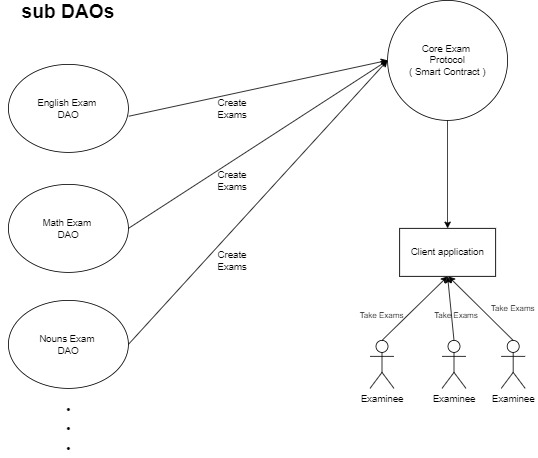 sub DAOs
Core Exam
Protocol
( Smart Contract )
English Exam
DAO
Create
Exams
Math Exam
DAO
Create
Exams
Create
Exams
Client application
Nouns Exam
DAO
Take Exams
Take Exams
Take Exams
Examinee
Examinee
Examinee